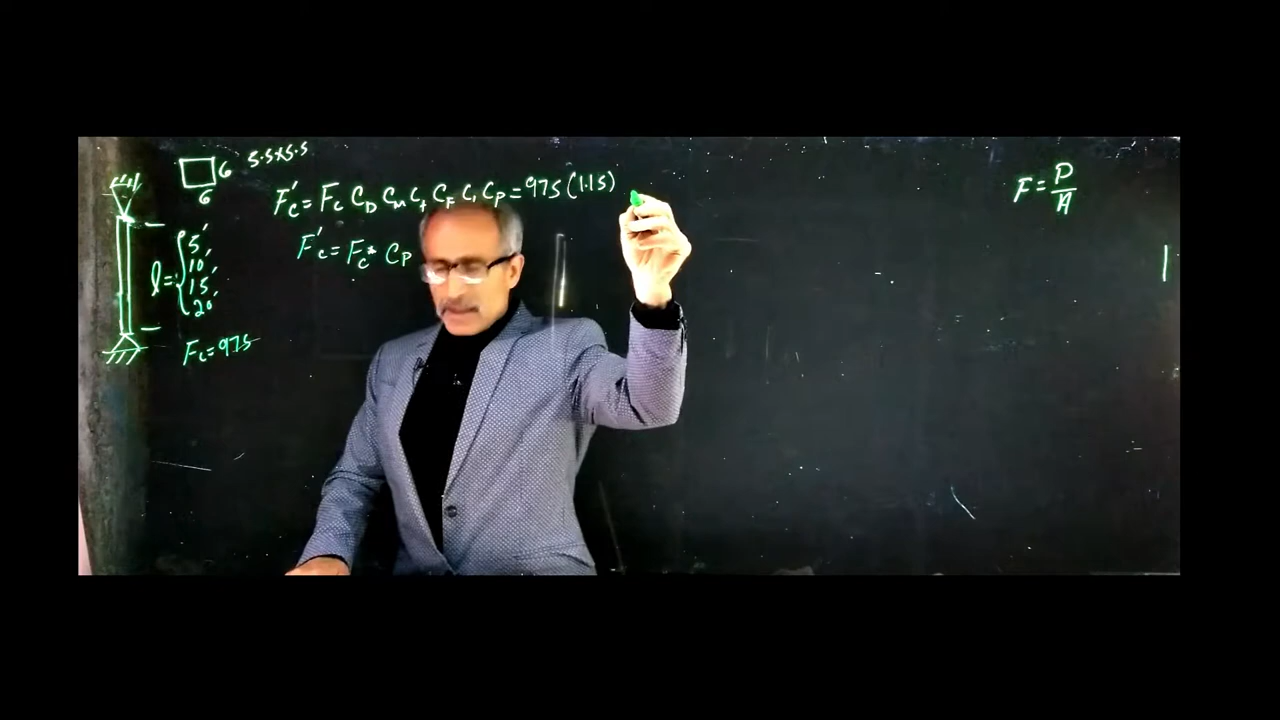 6
6
5.5x5.5
F'c = Fc CD CM Ct CF Ci CP = 975 (1.15)
F'c = Fc* CP
l = { 5', 10', 15', 20'
Fc = 975
F = P/A